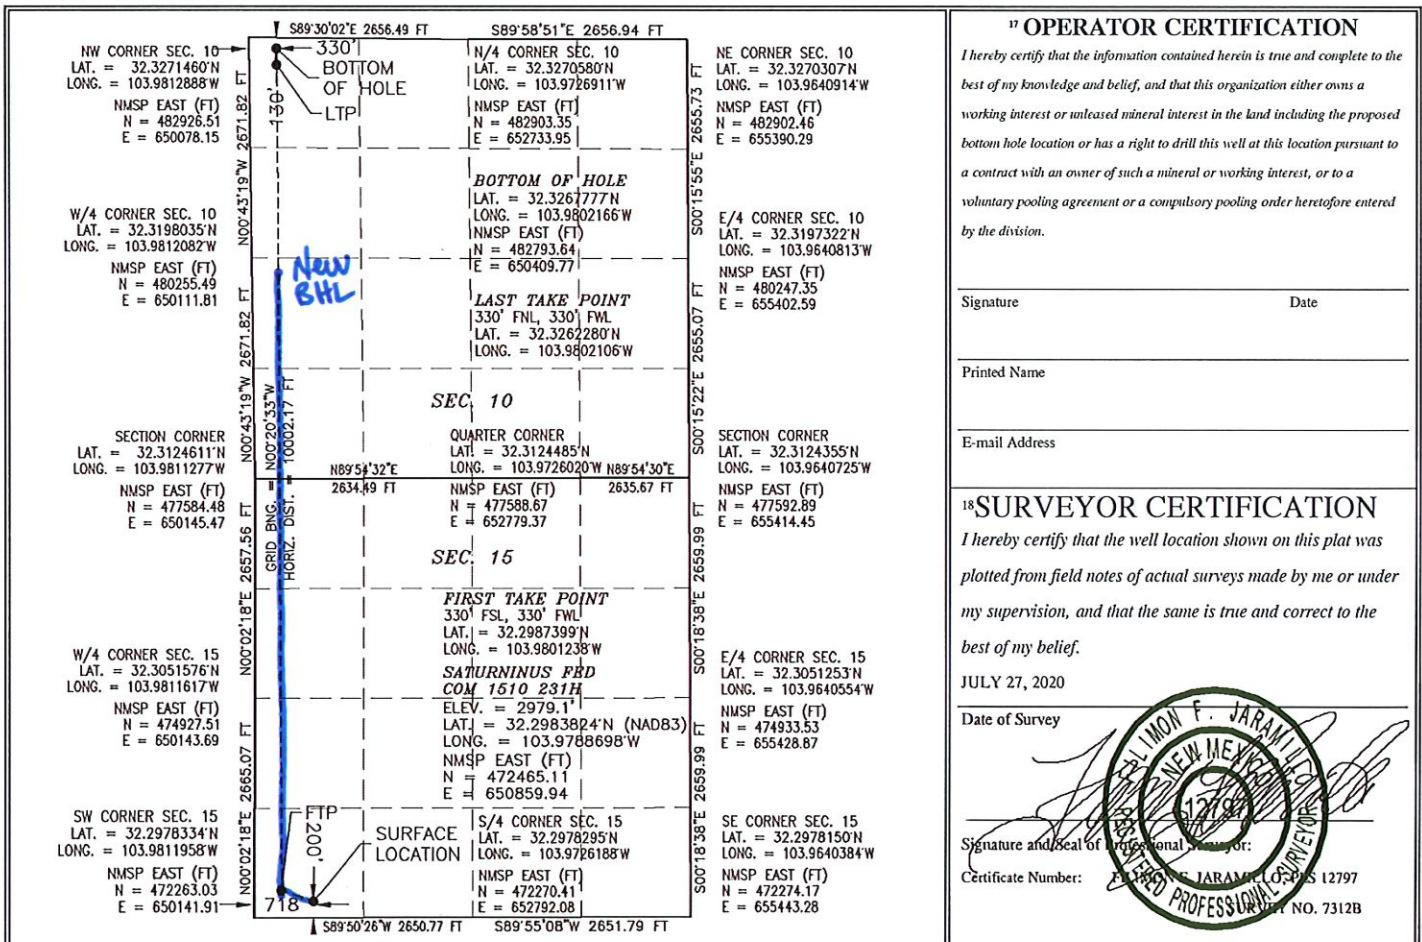 S89°30'02"E 2656.49 FT
S89°58'51"E 2656.94 FT
NW CORNER SEC. 10
LAT. = 32.3271460°N
LONG. = 103.9812888°W
NMSP EAST (FT)
N = 482926.51
E = 650078.15
330'
BOTTOM
OF HOLE
LTP
130'
N/4 CORNER SEC. 10
LAT. = 32.3270580°N
LONG. = 103.9726911°W
NMSP EAST (FT)
N = 482903.35
E = 652733.95
NE CORNER SEC. 10
LAT. = 32.3270307°N
LONG. = 103.9640914°W
NMSP EAST (FT)
N = 482902.46
E = 655390.29
N00°43'19"W 2671.82 FT
S00°15'55"E 2655.73 FT
BOTTOM OF HOLE
LAT. = 32.3267777°N
LONG. = 103.9802166°W
NMSP EAST (FT)
N = 482793.64
E = 650409.77
W/4 CORNER SEC. 10
LAT. = 32.3198035°N
LONG. = 103.9812082°W
NMSP EAST (FT)
N = 480255.49
E = 650111.81
New
BHL
E/4 CORNER SEC. 10
LAT. = 32.3197322°N
LONG. = 103.9640813°W
NMSP EAST (FT)
N = 480247.35
E = 655402.59
LAST TAKE POINT
330' FNL, 330' FWL
LAT. = 32.3262280°N
LONG. = 103.9802106°W
N00°43'19"W 2671.82 FT
S00°15'22"E 2655.07 FT
SEC. 10
GRID BNG. = N00°20'33"W
HORIZ. DIST. = 10002.17 FT
SECTION CORNER
LAT. = 32.3124611°N
LONG. = 103.9811277°W
NMSP EAST (FT)
N = 477584.48
E = 650145.47
N89°54'32"E
2634.49 FT
QUARTER CORNER
LAT. = 32.3124485°N
LONG. = 103.9726020°W
NMSP EAST (FT)
N = 477588.67
E = 652779.37
N89°54'30"E
2635.67 FT
SECTION CORNER
LAT. = 32.3124355°N
LONG. = 103.9640725°W
NMSP EAST (FT)
N = 477592.89
E = 655414.45
SEC. 15
N00°02'18"E 2657.56 FT
S00°18'38"E 2659.99 FT
FIRST TAKE POINT
330' FSL, 330' FWL
LAT. = 32.2987399°N
LONG. = 103.9801238°W
W/4 CORNER SEC. 15
LAT. = 32.3051576°N
LONG. = 103.9811617°W
NMSP EAST (FT)
N = 474927.51
E = 650143.69
SATURNINUS FED
COM 1510 231H
ELEV. = 2979.1'
LAT. = 32.2983824°N (NAD83)
LONG. = 103.9788698°W
NMSP EAST (FT)
N = 472465.11
E = 650859.94
E/4 CORNER SEC. 15
LAT. = 32.3051253°N
LONG. = 103.9640554°W
NMSP EAST (FT)
N = 474933.53
E = 655428.87
N00°02'18"E 2665.07 FT
S00°18'38"E 2659.99 FT
SW CORNER SEC. 15
LAT. = 32.2978334°N
LONG. = 103.9811958°W
NMSP EAST (FT)
N = 472263.03
E = 650141.91
FTP
200'
718'
SURFACE
LOCATION
S/4 CORNER SEC. 15
LAT. = 32.2978295°N
LONG. = 103.9726188°W
NMSP EAST (FT)
N = 472270.41
E = 652792.08
SE CORNER SEC. 15
LAT. = 32.2978150°N
LONG. = 103.9640384°W
NMSP EAST (FT)
N = 472274.17
E = 655443.28
S89°50'26"W 2650.77 FT
S89°55'08"W 2651.79 FT
17 OPERATOR CERTIFICATION
I hereby certify that the information contained herein is true and complete to the
best of my knowledge and belief, and that this organization either owns a
working interest or unleased mineral interest in the land including the proposed
bottom hole location or has a right to drill this well at this location pursuant to
a contract with an owner of such a mineral or working interest, or to a
voluntary pooling agreement or a compulsory pooling order heretofore entered
by the division.
Signature Date
Printed Name
E-mail Address
18 SURVEYOR CERTIFICATION
I hereby certify that the well location shown on this plat was
plotted from field notes of actual surveys made by me or under
my supervision, and that the same is true and correct to the
best of my belief.
JULY 27, 2020
Date of Survey
FILIMON F. JARAMILLO
NEW MEXICO
12797
REGISTERED PROFESSIONAL SURVEYOR
Signature and Seal of Professional Surveyor:
Certificate Number: FILIMON F. JARAMILLO, PLS 12797
SURVEY NO. 7312B